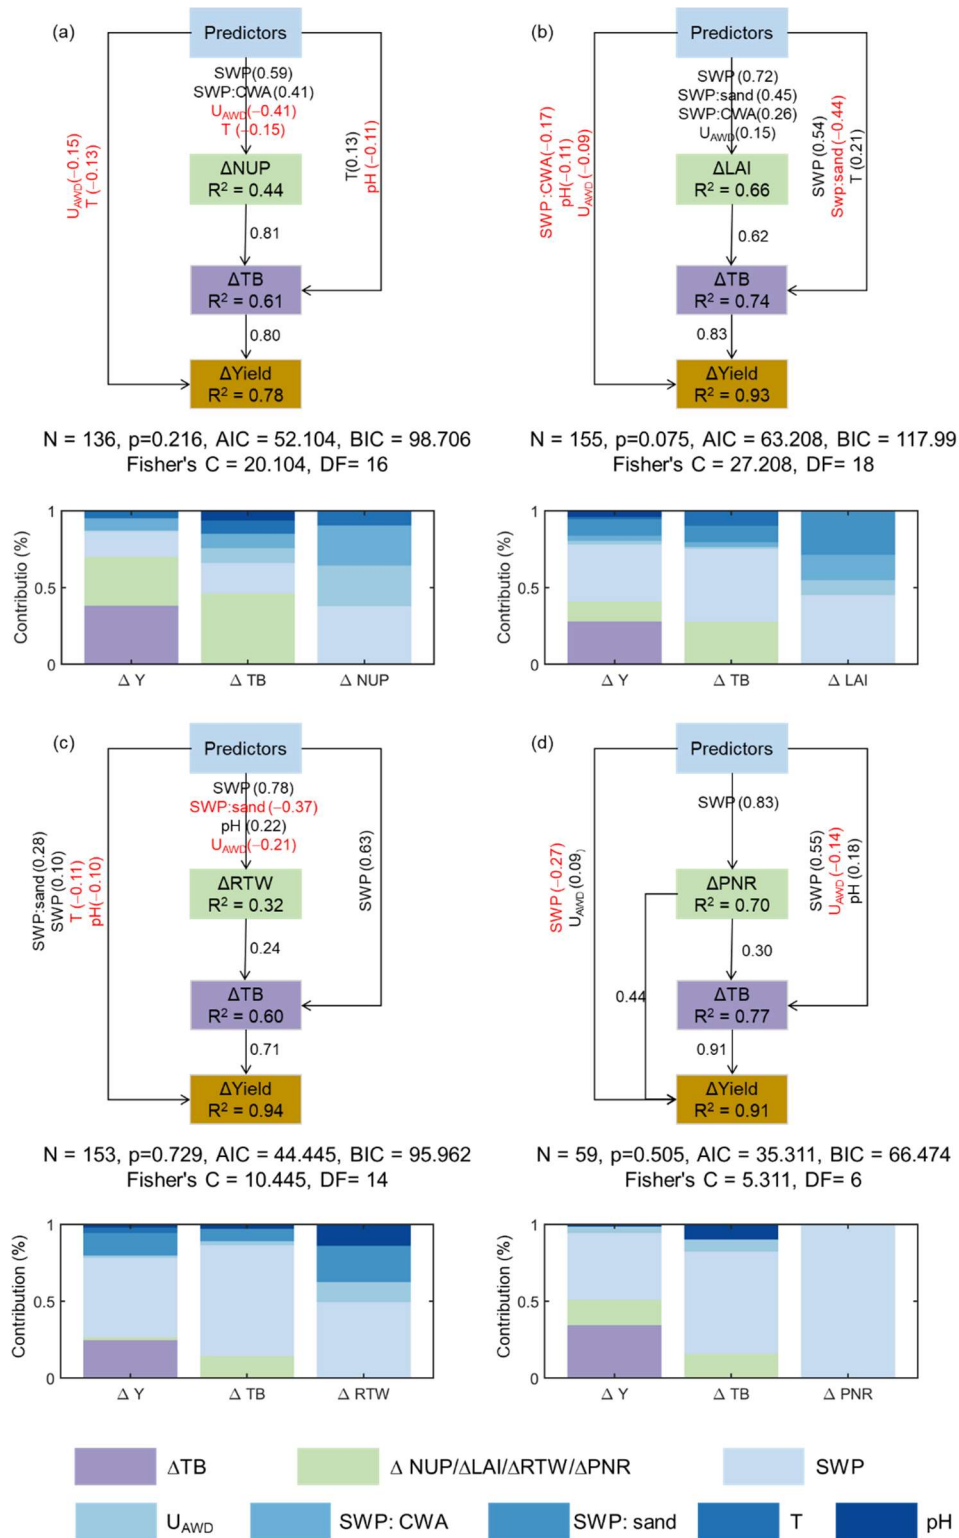 (a)
Predictors
SWP(0.59)
SWP:CWA(0.41)
U_AWD(−0.41)
T (−0.15)
U_AWD(−0.15)
T (−0.13)
T(0.13)
pH (−0.11)
ΔNUP
R² = 0.44
0.81
ΔTB
R² = 0.61
0.80
ΔYield
R² = 0.78
N = 136, p=0.216, AIC = 52.104, BIC = 98.706
Fisher's C = 20.104, DF= 16
(b)
Predictors
SWP (0.72)
SWP:sand (0.45)
SWP:CWA(0.26)
U_AWD(0.15)
SWP:CWA(−0.17)
pH(−0.11)
U_AWD (−0.09)
SWP (0.54)
Swp:sand(−0.44)
T (0.21)
ΔLAI
R² = 0.66
0.62
ΔTB
R² = 0.74
0.83
ΔYield
R² = 0.93
N = 155, p=0.075, AIC = 63.208, BIC = 117.99
Fisher's C = 27.208, DF= 18
Contributio (%)
1
0.5
0
Δ Y
Δ TB
Δ NUP
Contribution (%)
1
0.5
0
Δ Y
Δ TB
Δ LAI
(c)
Predictors
SWP (0.78)
SWP:sand (−0.37)
pH (0.22)
U_AWD(−0.21)
SWP:sand (0.28)
SWP (0.10)
T (−0.11)
pH(−0.10)
SWP (0.63)
ΔRTW
R² = 0.32
0.24
ΔTB
R² = 0.60
0.71
ΔYield
R² = 0.94
N = 153, p=0.729, AIC = 44.445, BIC = 95.962
Fisher's C = 10.445, DF= 14
(d)
Predictors
SWP (0.83)
SWP (−0.27)
U_AWD (0.09)
SWP (0.55)
U_AWD (−0.14)
pH (0.18)
ΔPNR
R² = 0.70
0.30
0.44
ΔTB
R² = 0.77
0.91
ΔYield
R² = 0.91
N = 59, p=0.505, AIC = 35.311, BIC = 66.474
Fisher's C = 5.311, DF= 6
Contribution (%)
1
0.5
0
Δ Y
Δ TB
Δ RTW
Contribution (%)
1
0.5
0
Δ Y
Δ TB
Δ PNR
ΔTB
Δ NUP/ΔLAI/ΔRTW/ΔPNR
SWP
U_AWD
SWP: CWA
SWP: sand
T
pH